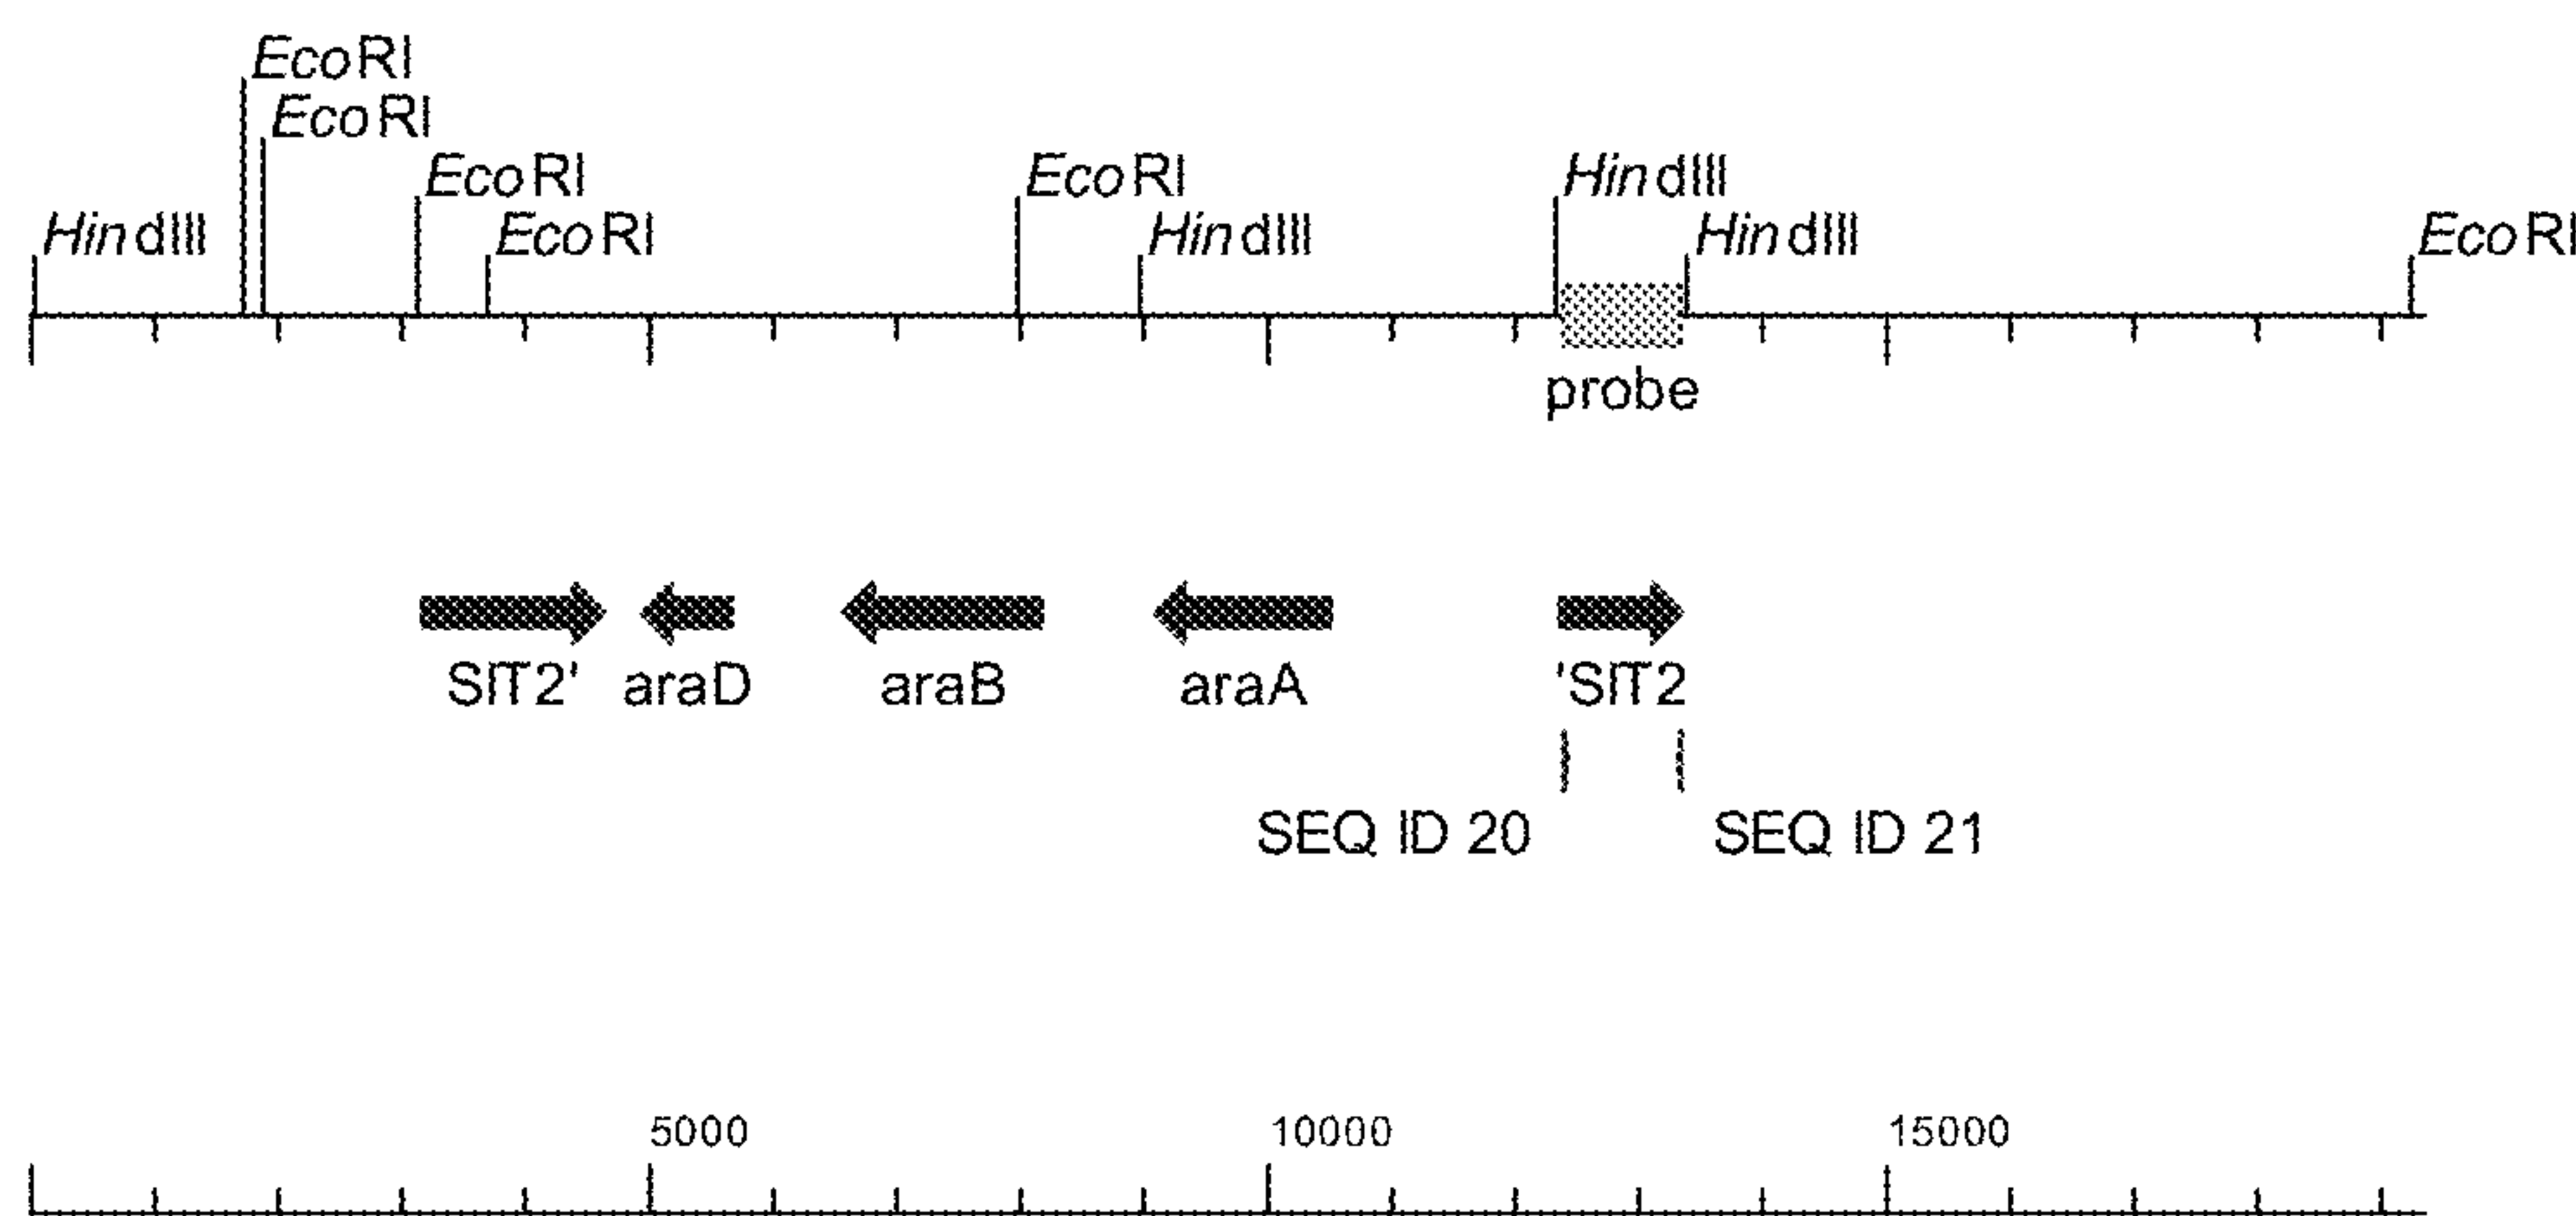 EcoRI
EcoRI
EcoRI EcoRI HindIII
HindIII EcoRI HindIII HindIII EcoRI
probe
SIT2' araD araB araA 'SIT2
SEQ ID 20 SEQ ID 21
5000 10000 15000